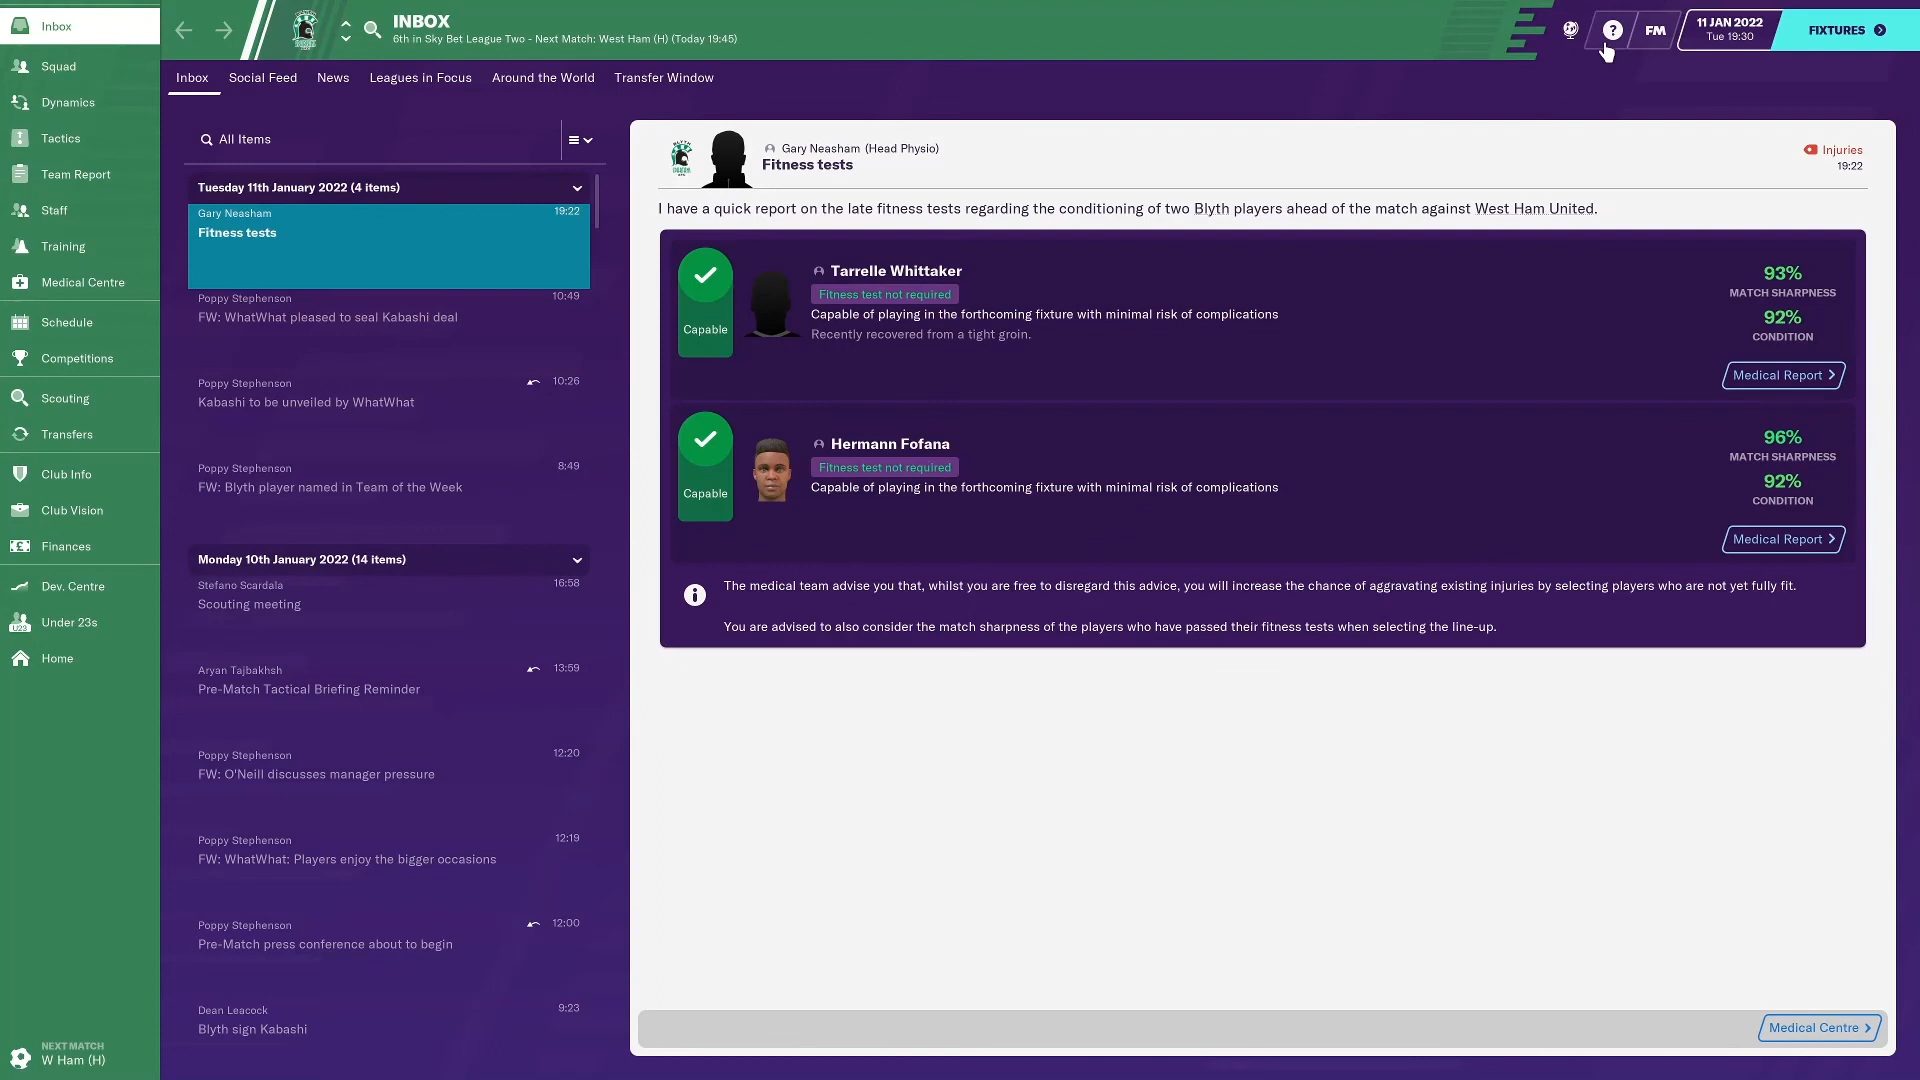 Inbox
Squad
Dynamics
Tactics
Team Report
Staff
Training
Medical Centre
Schedule
Competitions
Scouting
Transfers
Club Info
Club Vision
Finances
Dev. Centre
U23
Under 23s
Home
NEXT MATCH
W Ham (H)
INBOX
6th in Sky Bet League Two - Next Match: West Ham (H) (Today 19:45)
?
FM
11 JAN 2022
Tue 19:30
FIXTURES
Inbox Social Feed News Leagues in Focus Around the World Transfer Window
All Items
Tuesday 11th January 2022 (4 items)
Gary Neasham 19:22
Fitness tests
Poppy Stephenson 10:49
FW: WhatWhat pleased to seal Kabashi deal
Poppy Stephenson 10:26
Kabashi to be unveiled by WhatWhat
Poppy Stephenson 8:49
FW: Blyth player named in Team of the Week
Monday 10th January 2022 (14 items)
Stefano Scardala 16:58
Scouting meeting
Aryan Tajbakhsh 13:59
Pre-Match Tactical Briefing Reminder
Poppy Stephenson 12:20
FW: O'Neill discusses manager pressure
Poppy Stephenson 12:19
FW: WhatWhat: Players enjoy the bigger occasions
Poppy Stephenson 12:00
Pre-Match press conference about to begin
Dean Leacock 9:23
Blyth sign Kabashi
Gary Neasham (Head Physio)
Fitness tests
Injuries
19:22
I have a quick report on the late fitness tests regarding the conditioning of two Blyth players ahead of the match against West Ham United.
Capable
Tarrelle Whittaker
Fitness test not required
Capable of playing in the forthcoming fixture with minimal risk of complications
Recently recovered from a tight groin.
93%
MATCH SHARPNESS
92%
CONDITION
Medical Report
Capable
Hermann Fofana
Fitness test not required
Capable of playing in the forthcoming fixture with minimal risk of complications
96%
MATCH SHARPNESS
92%
CONDITION
Medical Report
The medical team advise you that, whilst you are free to disregard this advice, you will increase the chance of aggravating existing injuries by selecting players who are not yet fully fit.
You are advised to also consider the match sharpness of the players who have passed their fitness tests when selecting the line-up.
Medical Centre